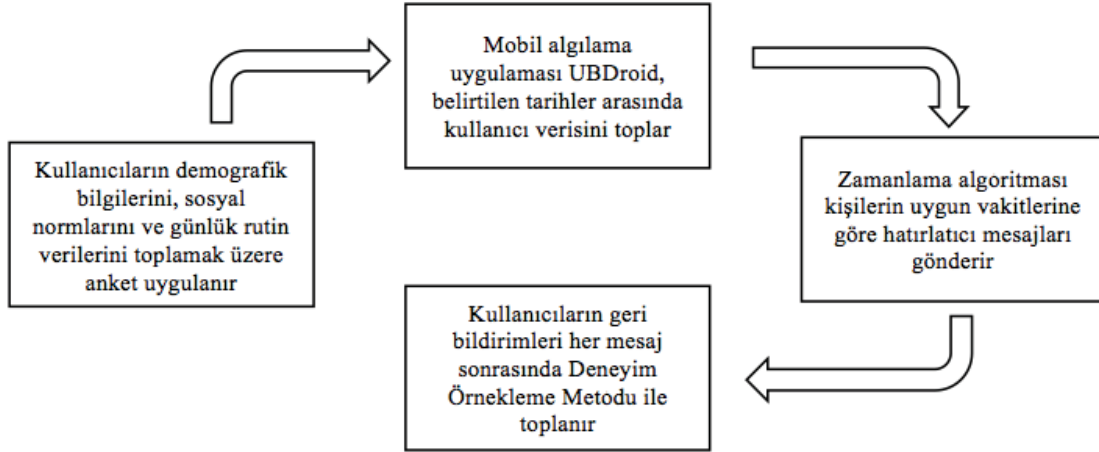 Kullanıcıların demografik
bilgilerini, sosyal
normlarını ve günlük rutin
verilerini toplamak üzere
anket uygulanır
Mobil algılama
uygulaması UBDroid,
belirtilen tarihler arasında
kullanıcı verisini toplar
Zamanlama algoritması
kişilerin uygun vakitlerine
göre hatırlatıcı mesajları
gönderir
Kullanıcıların geri
bildirimleri her mesaj
sonrasında Deneyim
Örnekleme Metodu ile
toplanır